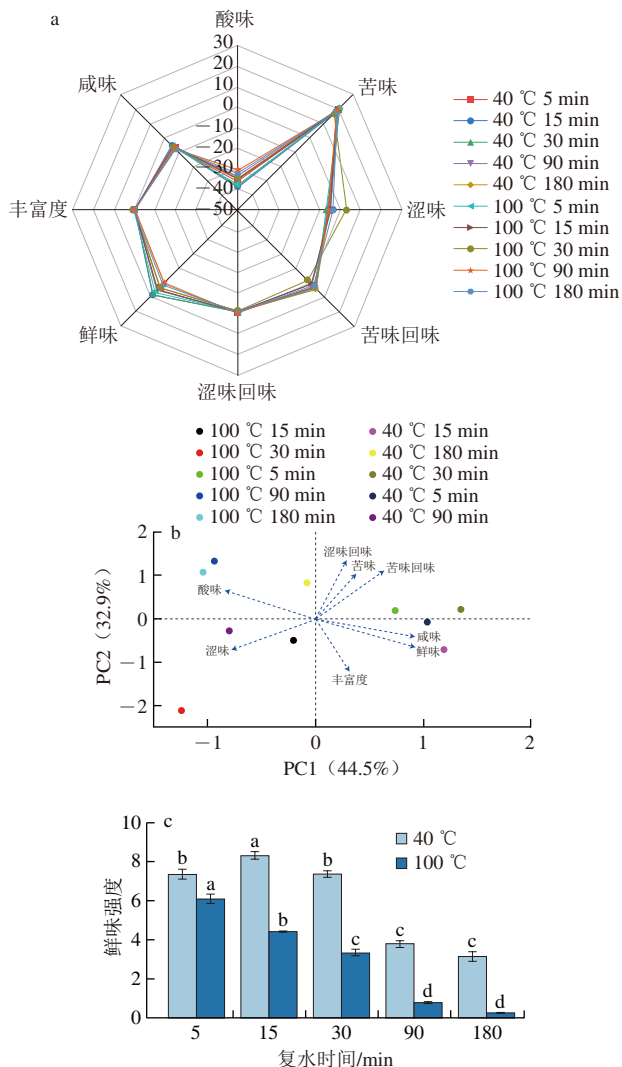 a
酸味
30
20
10
0
−10
−20
−30
−40
−50
苦味
涩味
苦味回味
涩味回味
鲜味
丰富度
咸味
40 ℃ 5 min
40 ℃ 15 min
40 ℃ 30 min
40 ℃ 90 min
40 ℃ 180 min
100 ℃ 5 min
100 ℃ 15 min
100 ℃ 30 min
100 ℃ 90 min
100 ℃ 180 min
100 ℃ 15 min
40 ℃ 15 min
100 ℃ 30 min
40 ℃ 180 min
100 ℃ 5 min
40 ℃ 30 min
100 ℃ 90 min
40 ℃ 5 min
100 ℃ 180 min
40 ℃ 90 min
b
2
1
0
−1
−2
PC2（32.9%）
涩味回味
苦味
苦味回味
酸味
咸味
涩味
鲜味
丰富度
−1
0
1
2
PC1（44.5%）
c
10
8
6
4
2
0
鲜味强度
40 ℃
100 ℃
b
a
a
b
b
c
c
d
c
d
5
15
30
90
180
复水时间/min